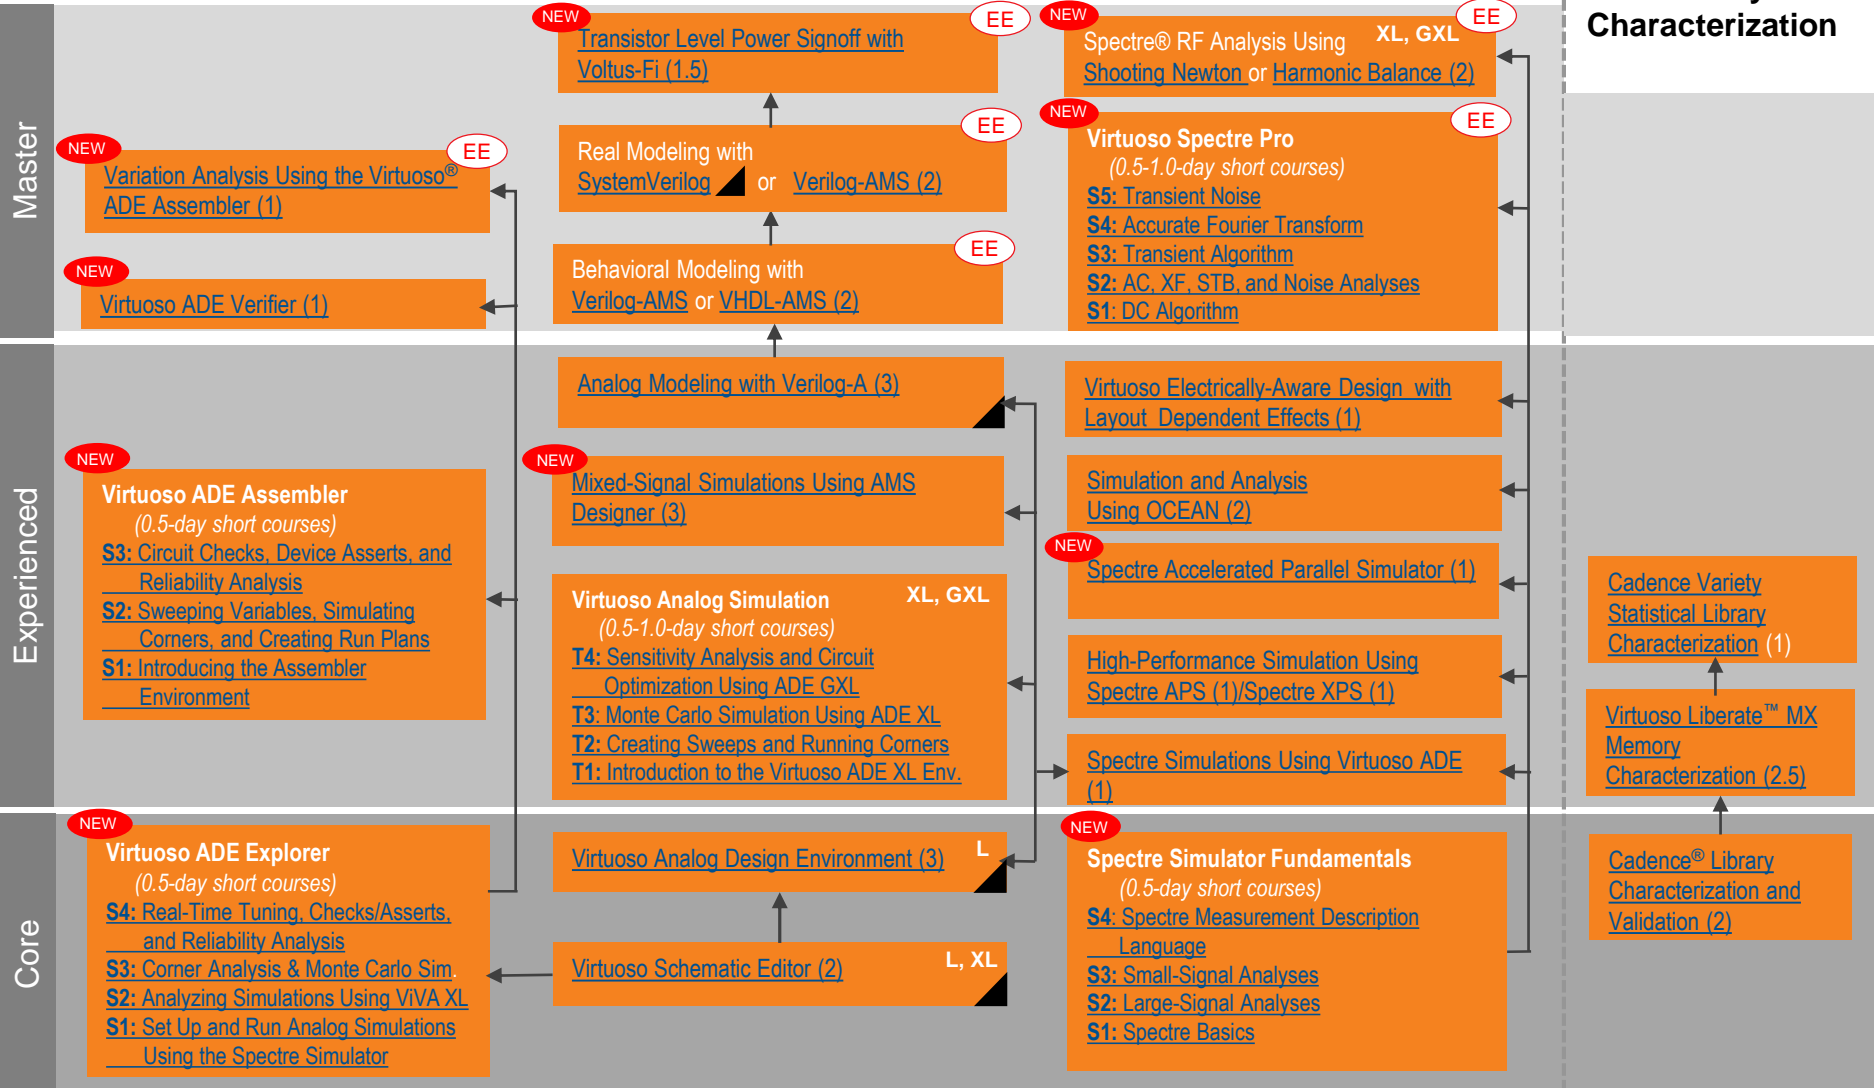 Characterization
Master
NEW
EE
Transistor Level Power Signoff with
Voltus-Fi (1.5)
NEW
EE
Spectre® RF Analysis Using
XL, GXL
Shooting Newton or Harmonic Balance (2)
NEW
EE
Variation Analysis Using the Virtuoso®
ADE Assembler (1)
EE
Real Modeling with
SystemVerilog or Verilog-AMS (2)
NEW
EE
Virtuoso Spectre Pro
(0.5-1.0-day short courses)
S5: Transient Noise
S4: Accurate Fourier Transform
S3: Transient Algorithm
S2: AC, XF, STB, and Noise Analyses
S1: DC Algorithm
NEW
Virtuoso ADE Verifier (1)
EE
Behavioral Modeling with
Verilog-AMS or VHDL-AMS (2)
Experienced
Analog Modeling with Verilog-A (3)
Virtuoso Electrically-Aware Design with
Layout Dependent Effects (1)
NEW
Virtuoso ADE Assembler
(0.5-day short courses)
S3: Circuit Checks, Device Asserts, and
Reliability Analysis
S2: Sweeping Variables, Simulating
Corners, and Creating Run Plans
S1: Introducing the Assembler
Environment
NEW
Mixed-Signal Simulations Using AMS
Designer (3)
Simulation and Analysis
Using OCEAN (2)
NEW
Spectre Accelerated Parallel Simulator (1)
Virtuoso Analog Simulation
XL, GXL
(0.5-1.0-day short courses)
T4: Sensitivity Analysis and Circuit
Optimization Using ADE GXL
T3: Monte Carlo Simulation Using ADE XL
T2: Creating Sweeps and Running Corners
T1: Introduction to the Virtuoso ADE XL Env.
High-Performance Simulation Using
Spectre APS (1)/Spectre XPS (1)
Spectre Simulations Using Virtuoso ADE
(1)
Cadence Variety
Statistical Library
Characterization (1)
Virtuoso Liberate™ MX
Memory
Characterization (2.5)
Core
NEW
Virtuoso ADE Explorer
(0.5-day short courses)
S4: Real-Time Tuning, Checks/Asserts,
and Reliability Analysis
S3: Corner Analysis & Monte Carlo Sim.
S2: Analyzing Simulations Using ViVA XL
S1: Set Up and Run Analog Simulations
Using the Spectre Simulator
Virtuoso Analog Design Environment (3)
L
Virtuoso Schematic Editor (2)
L, XL
NEW
Spectre Simulator Fundamentals
(0.5-day short courses)
S4: Spectre Measurement Description
Language
S3: Small-Signal Analyses
S2: Large-Signal Analyses
S1: Spectre Basics
Cadence® Library
Characterization and
Validation (2)